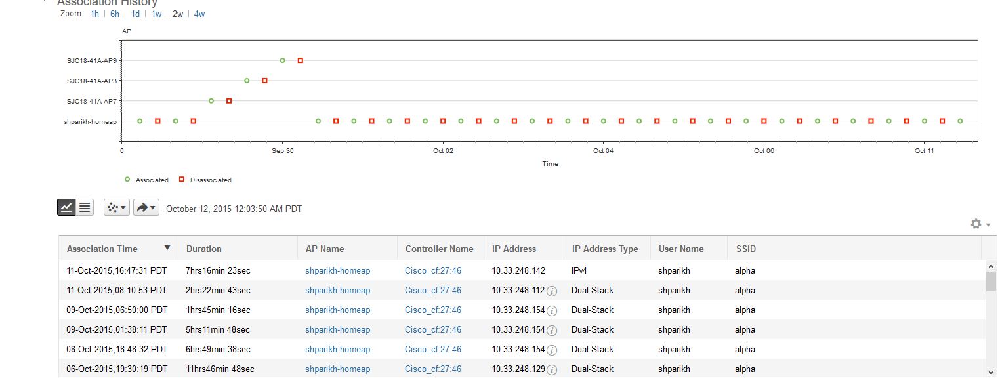 Association History
Zoom: 1h | 6h | 1d | 1w | 2w | 4w
AP
SJC18-41A-AP9
SJC18-41A-AP3
SJC18-41A-AP7
shparikh-homeap
0 Sep 30 Oct 02 Oct 04 Oct 06 Oct 11
Time
Associated Disassociated
October 12, 2015 12:03:50 AM PDT
Association Time Duration AP Name Controller Name IP Address IP Address Type User Name SSID
11-Oct-2015,16:47:31 PDT 7hrs16min 23sec shparikh-homeap Cisco_cf:27:46 10.33.248.142 IPv4 shparikh alpha
11-Oct-2015,08:10:53 PDT 2hrs22min 43sec shparikh-homeap Cisco_cf:27:46 10.33.248.112 i Dual-Stack shparikh alpha
09-Oct-2015,06:50:00 PDT 1hrs45min 16sec shparikh-homeap Cisco_cf:27:46 10.33.248.154 i Dual-Stack shparikh alpha
09-Oct-2015,01:38:11 PDT 5hrs11min 48sec shparikh-homeap Cisco_cf:27:46 10.33.248.154 i Dual-Stack shparikh alpha
08-Oct-2015,18:48:32 PDT 6hrs49min 38sec shparikh-homeap Cisco_cf:27:46 10.33.248.154 i Dual-Stack shparikh alpha
06-Oct-2015,19:30:19 PDT 11hrs46min 48sec shparikh-homeap Cisco_cf:27:46 10.33.248.129 i Dual-Stack shparikh alpha